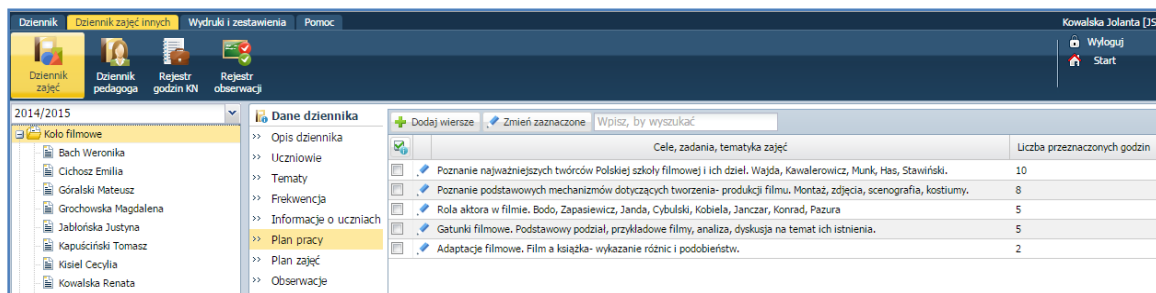 Dziennik Dziennik zajęć innych Wydruki i zestawienia Pomoc Kowalska Jolanta [JS
Dziennik zajęć
Dziennik pedagoga
Rejestr godzin KN
Rejestr obserwacji
Wyloguj
Start
2014/2015
Koło filmowe
Bach Weronika
Cichosz Emilia
Góralski Mateusz
Grochowska Magdalena
Jabłońska Justyna
Kapuściński Tomasz
Kisiel Cecylia
Kowalska Renata
Dane dziennika
Opis dziennika
Uczniowie
Tematy
Frekwencja
Informacje o uczniach
Plan pracy
Plan zajęć
Obserwacje
Dodaj wiersze Zmień zaznaczone Wpisz, by wyszukać
Cele, zadania, tematyka zajęć Liczba przeznaczonych godzin
Poznanie najważniejszych twórców Polskiej szkoły filmowej i ich dzieł. Wajda, Kawalerowicz, Munk, Has, Stawiński. 10
Poznanie podstawowych mechanizmów dotyczących tworzenia- produkcji filmu. Montaż, zdjęcia, scenografia, kostiumy. 8
Rola aktora w filmie. Bodo, Zapasiewicz, Janda, Cybulski, Kobiela, Janczar, Konrad, Pazura 5
Gatunki filmowe. Podstawowy podział, przykładowe filmy, analiza, dyskusja na temat ich istnienia. 5
Adaptacje filmowe. Film a książka- wykazanie różnic i podobieństw. 2